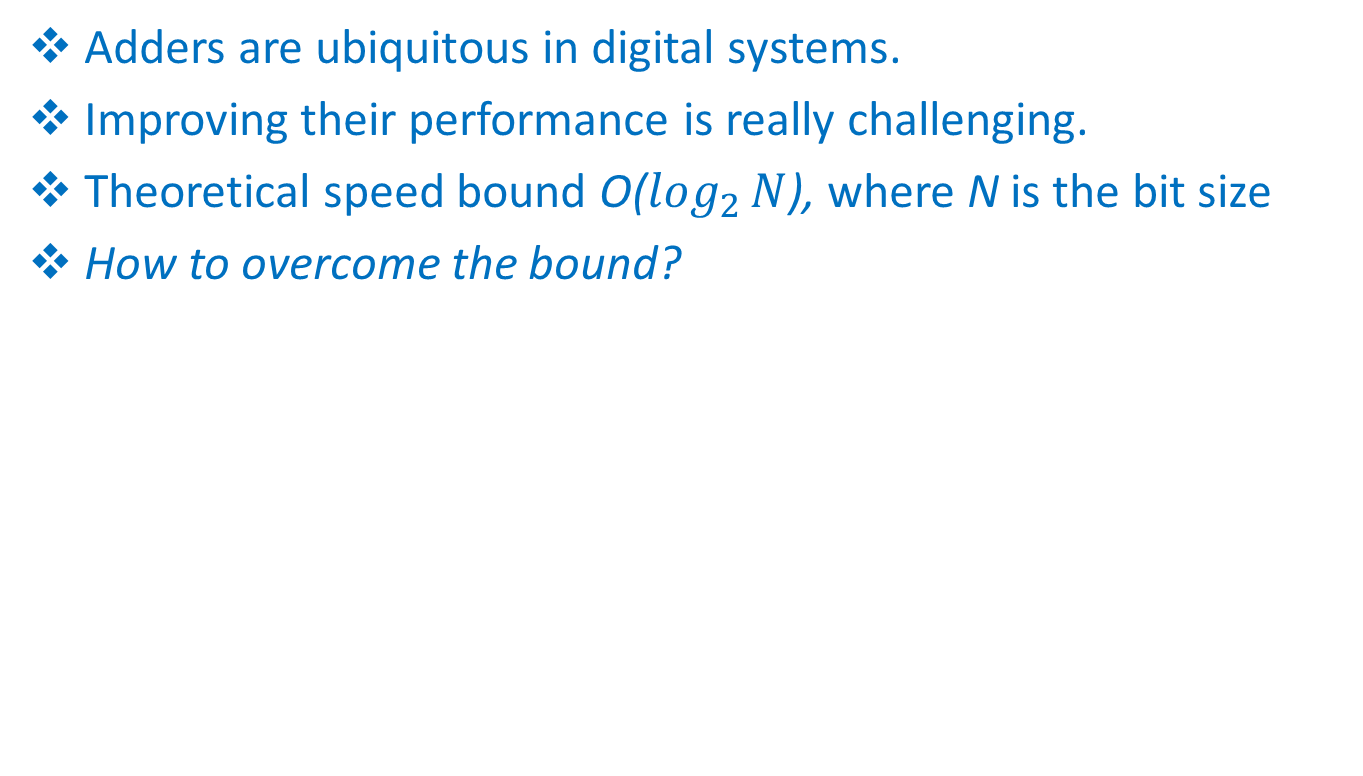 ❖ Adders are ubiquitous in digital systems.
❖ Improving their performance is really challenging.
❖ Theoretical speed bound O(log₂ N), where N is the bit size
❖ How to overcome the bound?